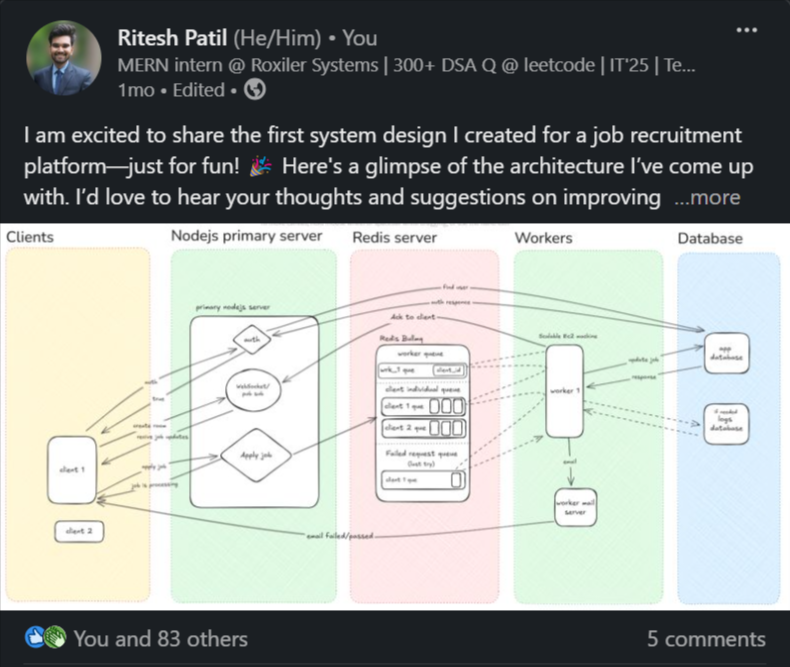 Ritesh Patil (He/Him) • You
MERN intern @ Roxiler Systems | 300+ DSA Q @ leetcode | IT'25 | Te...
1mo • Edited •
I am excited to share the first system design I created for a job recruitment
platform—just for fun! 🎉 Here's a glimpse of the architecture I've come up
with. I'd love to hear your thoughts and suggestions on improving ...more
Clients
Nodejs primary server
Redis server
Workers
Database
primary nodejs server
auth
WebSocket/
pub sub
Apply job
auth
true
create room
job updates
apply job
job is processing
client 1
client 2
find user
auth response
Ack to client
worker queue
wrk_1 que
client_id
client individual queue
client 1 que
client 2 que
Failed request queue
(last try)
client 1 que
Scalable Ec2 machine
worker 1
email
worker mail
server
email failed/passed
update job
response
app
database
if needed
logs
database
You and 83 others
5 comments